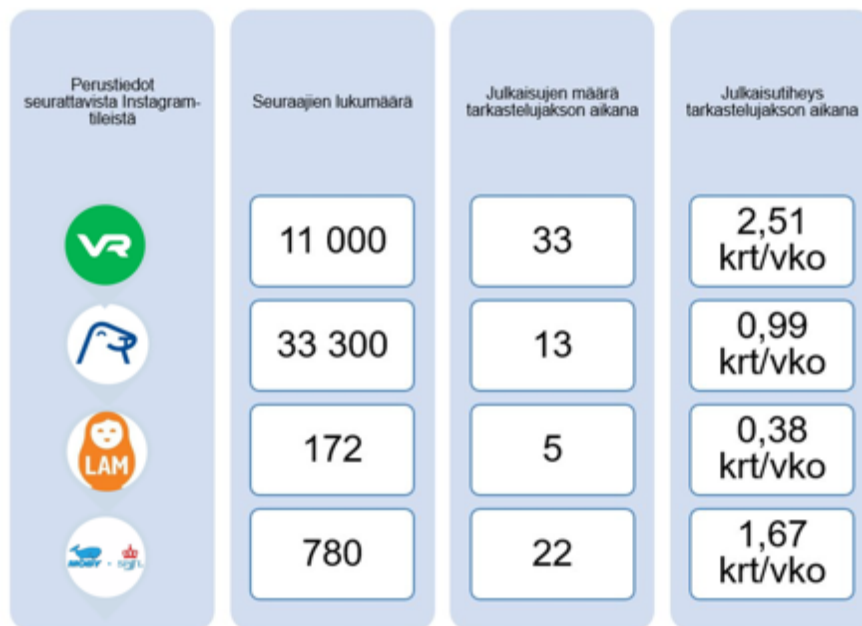 Perustiedot
seurattavista Instagram-
tileistä
Seuraajien lukumäärä
Julkaisujen määrä
tarkastelujakson aikana
Julkaisutiheys
tarkastelujakson aikana
VR
11 000
33
2,51
krt/vko
33 300
13
0,99
krt/vko
LAM
172
5
0,38
krt/vko
MOBY
780
22
1,67
krt/vko